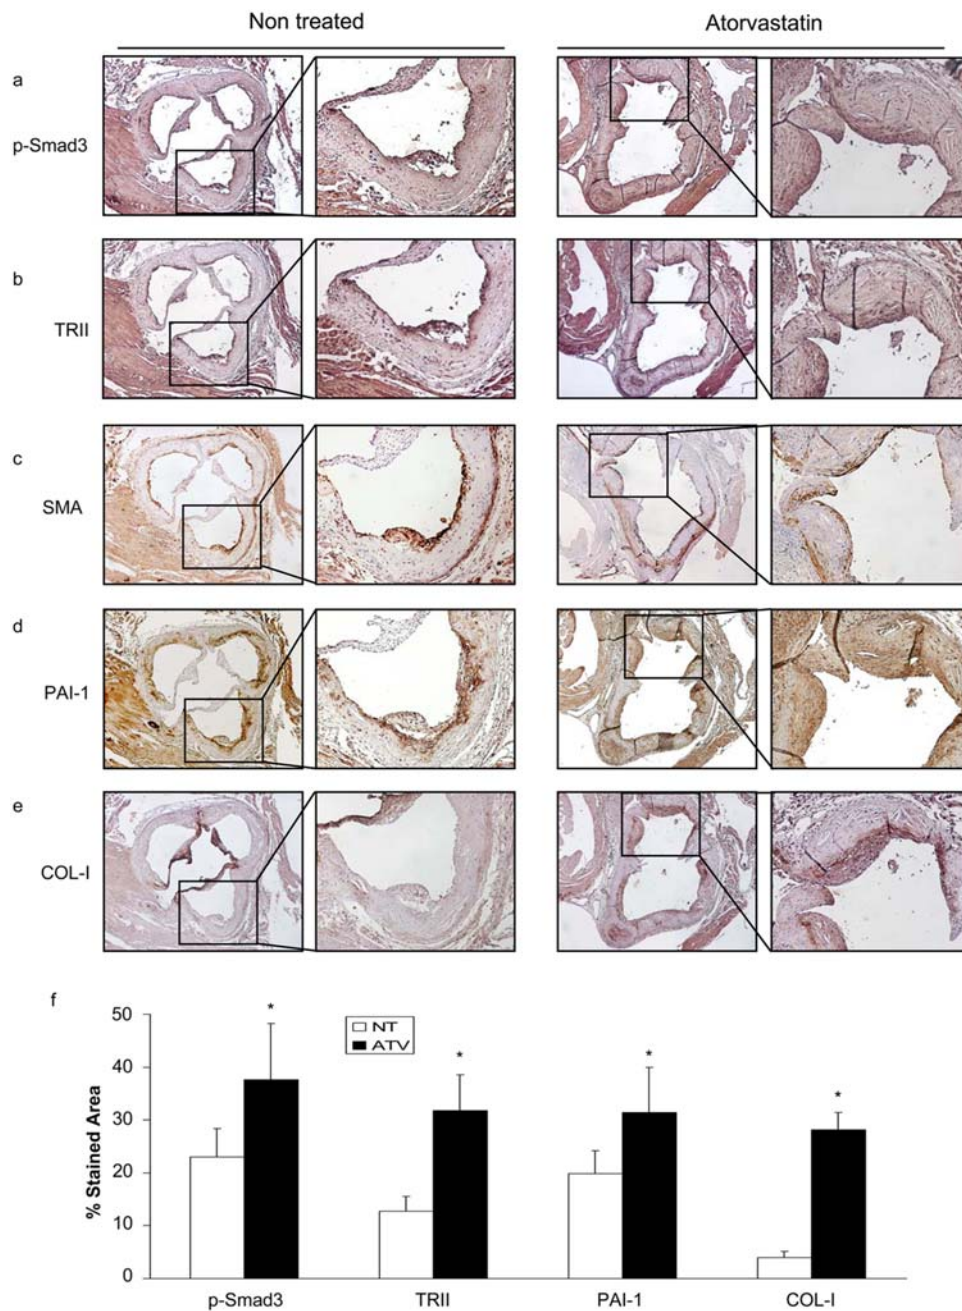 Non treated
Atorvastatin
a
p-Smad3
b
TRII
c
SMA
d
PAI-1
e
COL-I
f
% Stained Area
50
40
30
20
10
0
NT
ATV
*
*
*
*
p-Smad3
TRII
PAI-1
COL-I